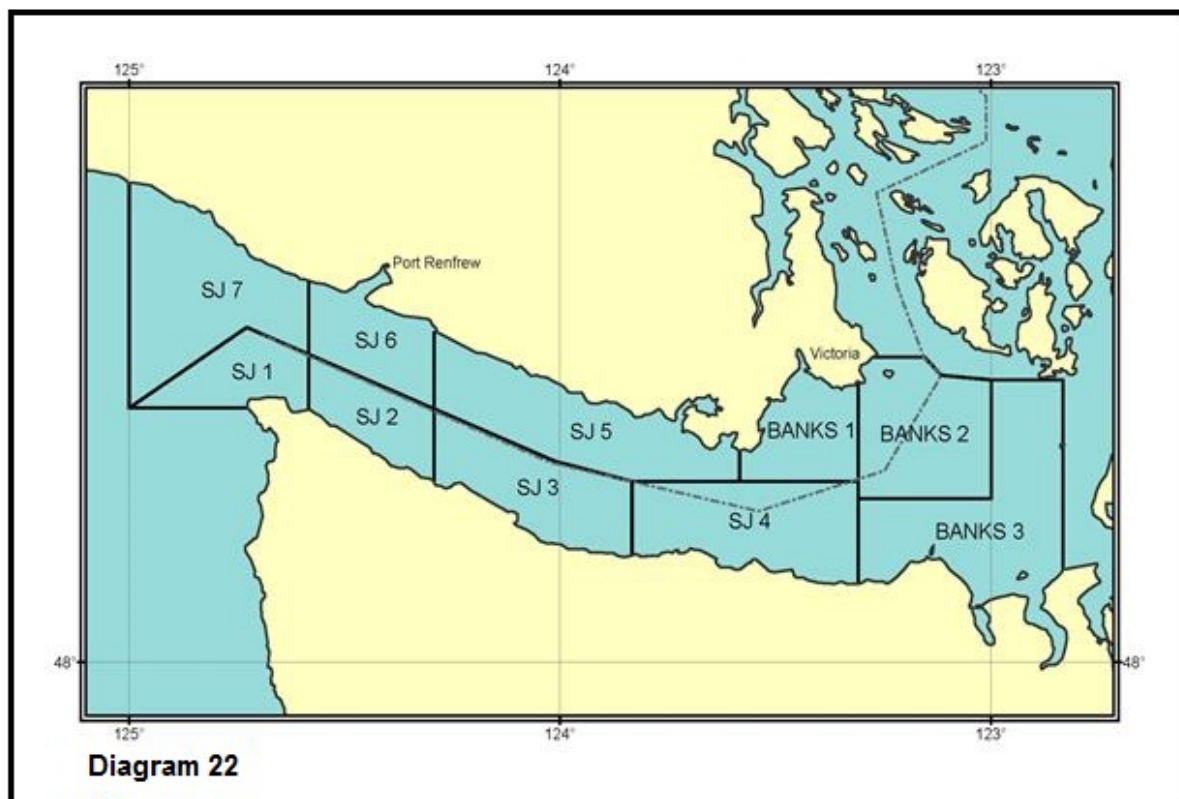 125° 124° 123°
Port Renfrew
SJ 7
SJ 6
Victoria
SJ 1
SJ 2
SJ 5
BANKS 1
BANKS 2
SJ 3
SJ 4
BANKS 3
48° 48°
125° 124° 123°
Diagram 22